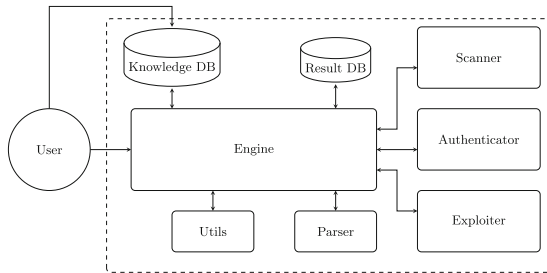 Knowledge DB
Result DB
Scanner
User
Engine
Authenticator
Utils
Parser
Exploiter